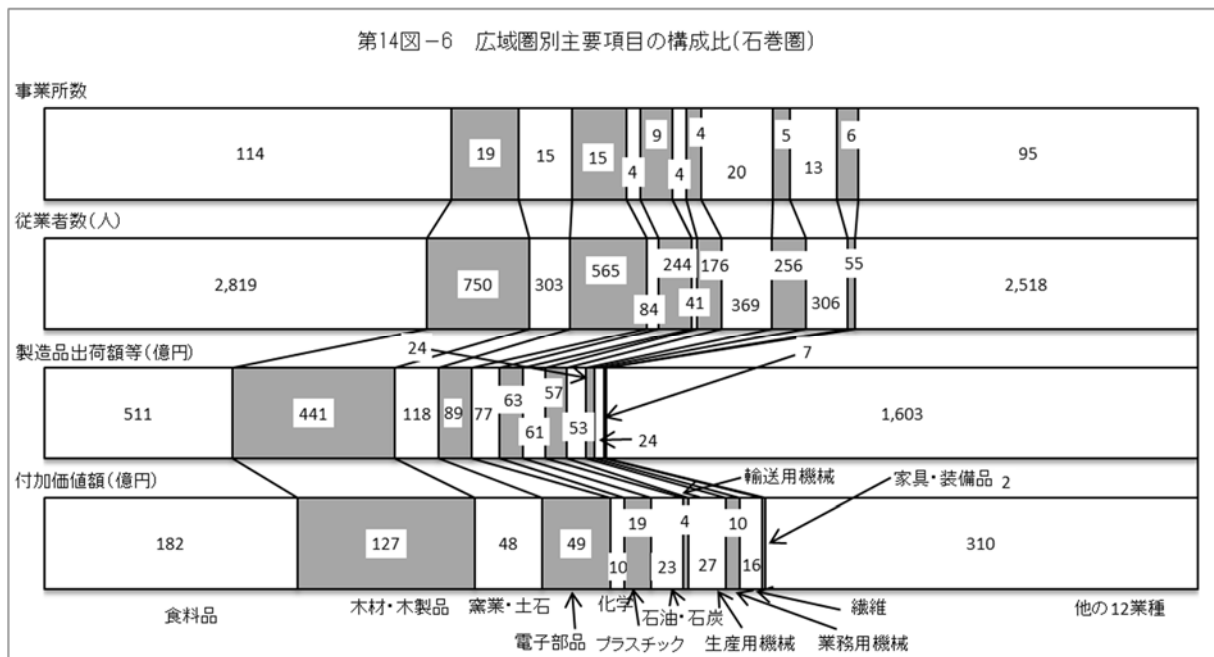 第14図－6　広域圏別主要項目の構成比（石巻圏）
事業所数
114 19 15 15 4 9 4 4 20 5 13 6 95
従業者数（人）
2,819 750 303 565 84 244 41 176 369 256 306 55 2,518
製造品出荷額等（億円）
24 7
511 441 118 89 77 63 61 57 53 24 1,603
付加価値額（億円）
輸送用機械 家具・装備品 2
182 127 48 49 10 19 23 4 27 10 16 310
食料品 木材・木製品 窯業・土石 化学 石油・石炭 繊維 他の12業種
電子部品 プラスチック 生産用機械 業務用機械